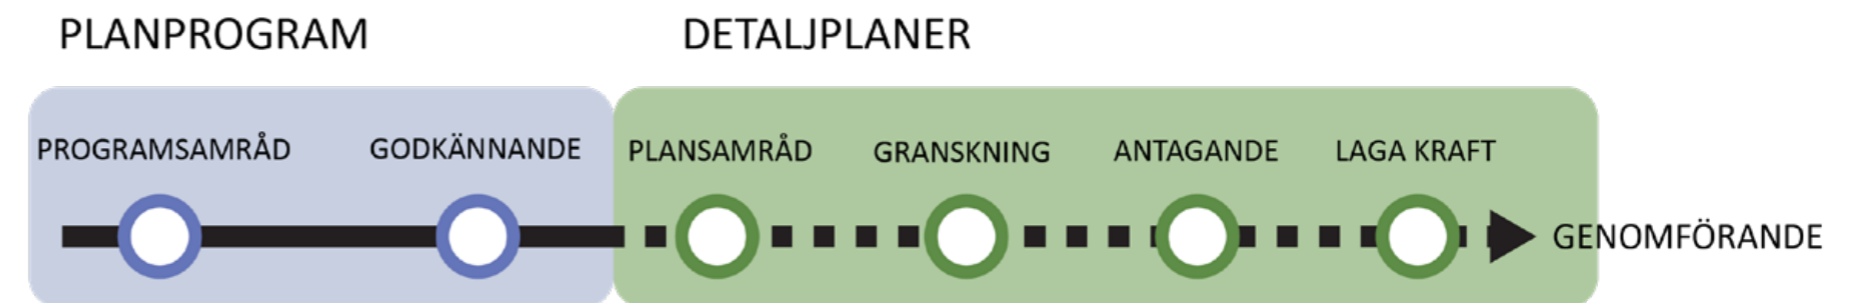 PLANPROGRAM
DETALJPLANER
PROGRAMSAMRÅD
GODKÄNNANDE
PLANSAMRÅD
GRANSKNING
ANTAGANDE
LAGA KRAFT
GENOMFÖRANDE